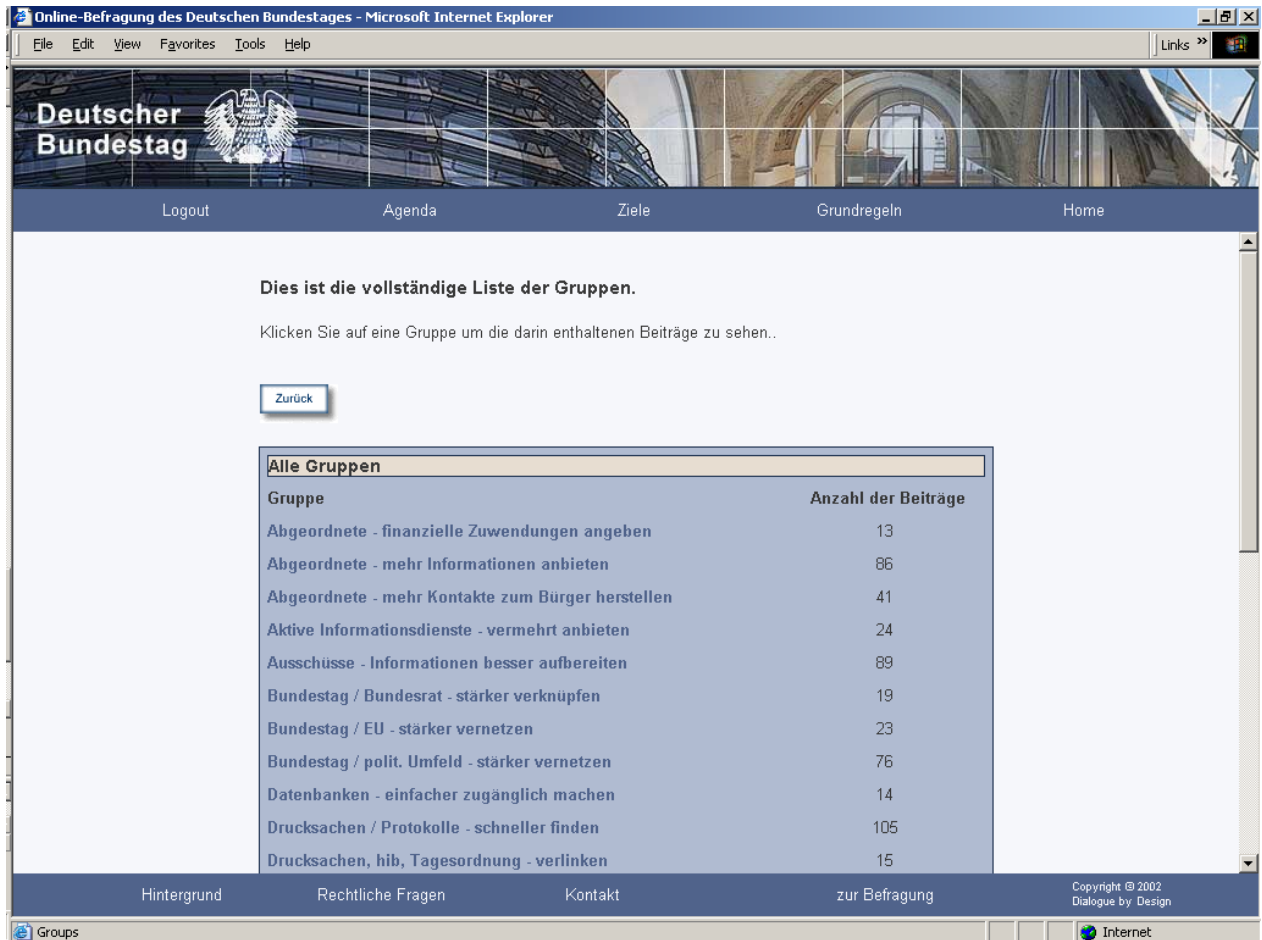 Online-Befragung des Deutschen Bundestages - Microsoft Internet Explorer
File Edit View Favorites Tools Help Links »
Deutscher
Bundestag
Logout Agenda Ziele Grundregeln Home
Dies ist die vollständige Liste der Gruppen.
Klicken Sie auf eine Gruppe um die darin enthaltenen Beiträge zu sehen..
Zurück
Alle Gruppen
Gruppe Anzahl der Beiträge
Abgeordnete - finanzielle Zuwendungen angeben 13
Abgeordnete - mehr Informationen anbieten 86
Abgeordnete - mehr Kontakte zum Bürger herstellen 41
Aktive Informationsdienste - vermehrt anbieten 24
Ausschüsse - Informationen besser aufbereiten 89
Bundestag / Bundesrat - stärker verknüpfen 19
Bundestag / EU - stärker vernetzen 23
Bundestag / polit. Umfeld - stärker vernetzen 76
Datenbanken - einfacher zugänglich machen 14
Drucksachen / Protokolle - schneller finden 105
Drucksachen, hib, Tagesordnung - verlinken 15
Hintergrund Rechtliche Fragen Kontakt zur Befragung Copyright © 2002
Dialogue by Design
Groups Internet